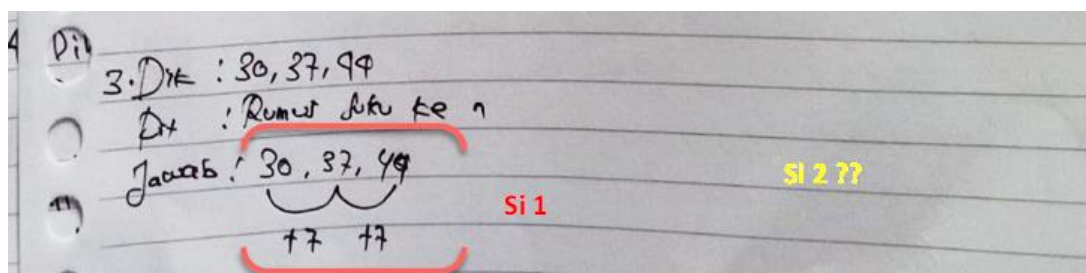 3. Dik : 30, 37, 44
Dit : Rumus suku ke n
Jawab : 30, 37, 44
SI 2 ??
Si 1
+7 +7